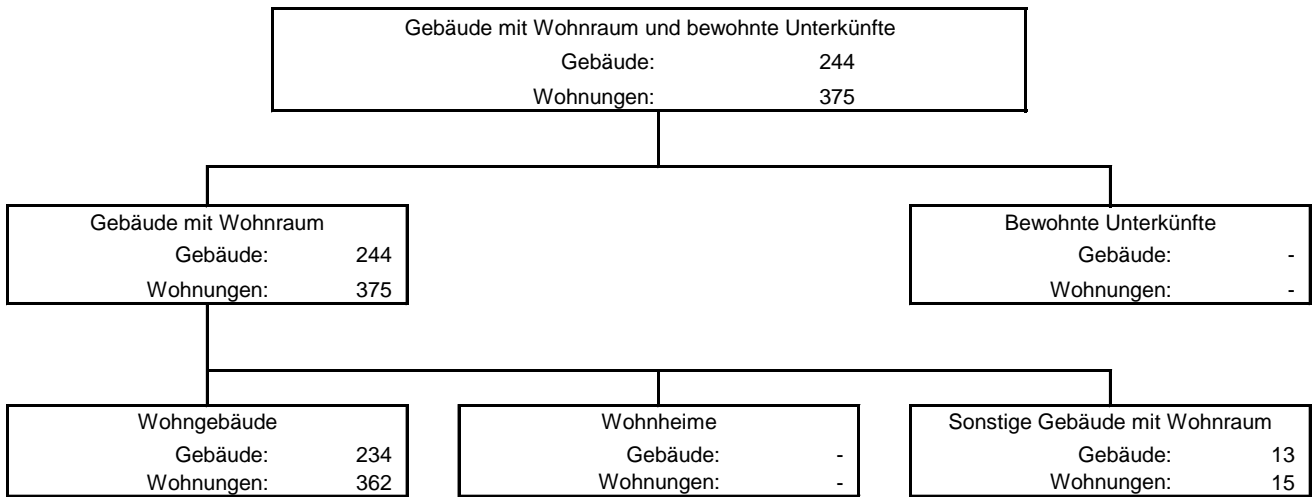 Gebäude mit Wohnraum und bewohnte Unterkünfte
Gebäude: 244
Wohnungen: 375
Gebäude mit Wohnraum
Gebäude: 244
Wohnungen: 375
Bewohnte Unterkünfte
Gebäude: -
Wohnungen: -
Wohngebäude
Gebäude: 234
Wohnungen: 362
Wohnheime
Gebäude: -
Wohnungen: -
Sonstige Gebäude mit Wohnraum
Gebäude: 13
Wohnungen: 15